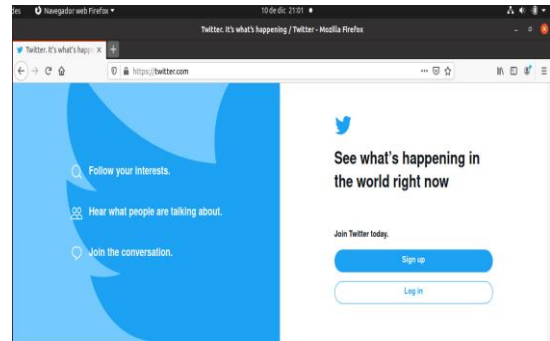 des Navegador web Firefox ▾ 10 de dic 21:01 ●
Twitter. It's what's happening / Twitter - Mozilla Firefox
Twitter. It's what's happe × +
https://twitter.com
Follow your interests.
Hear what people are talking about.
Join the conversation.
See what's happening in
the world right now
Join Twitter today.
Sign up
Log in